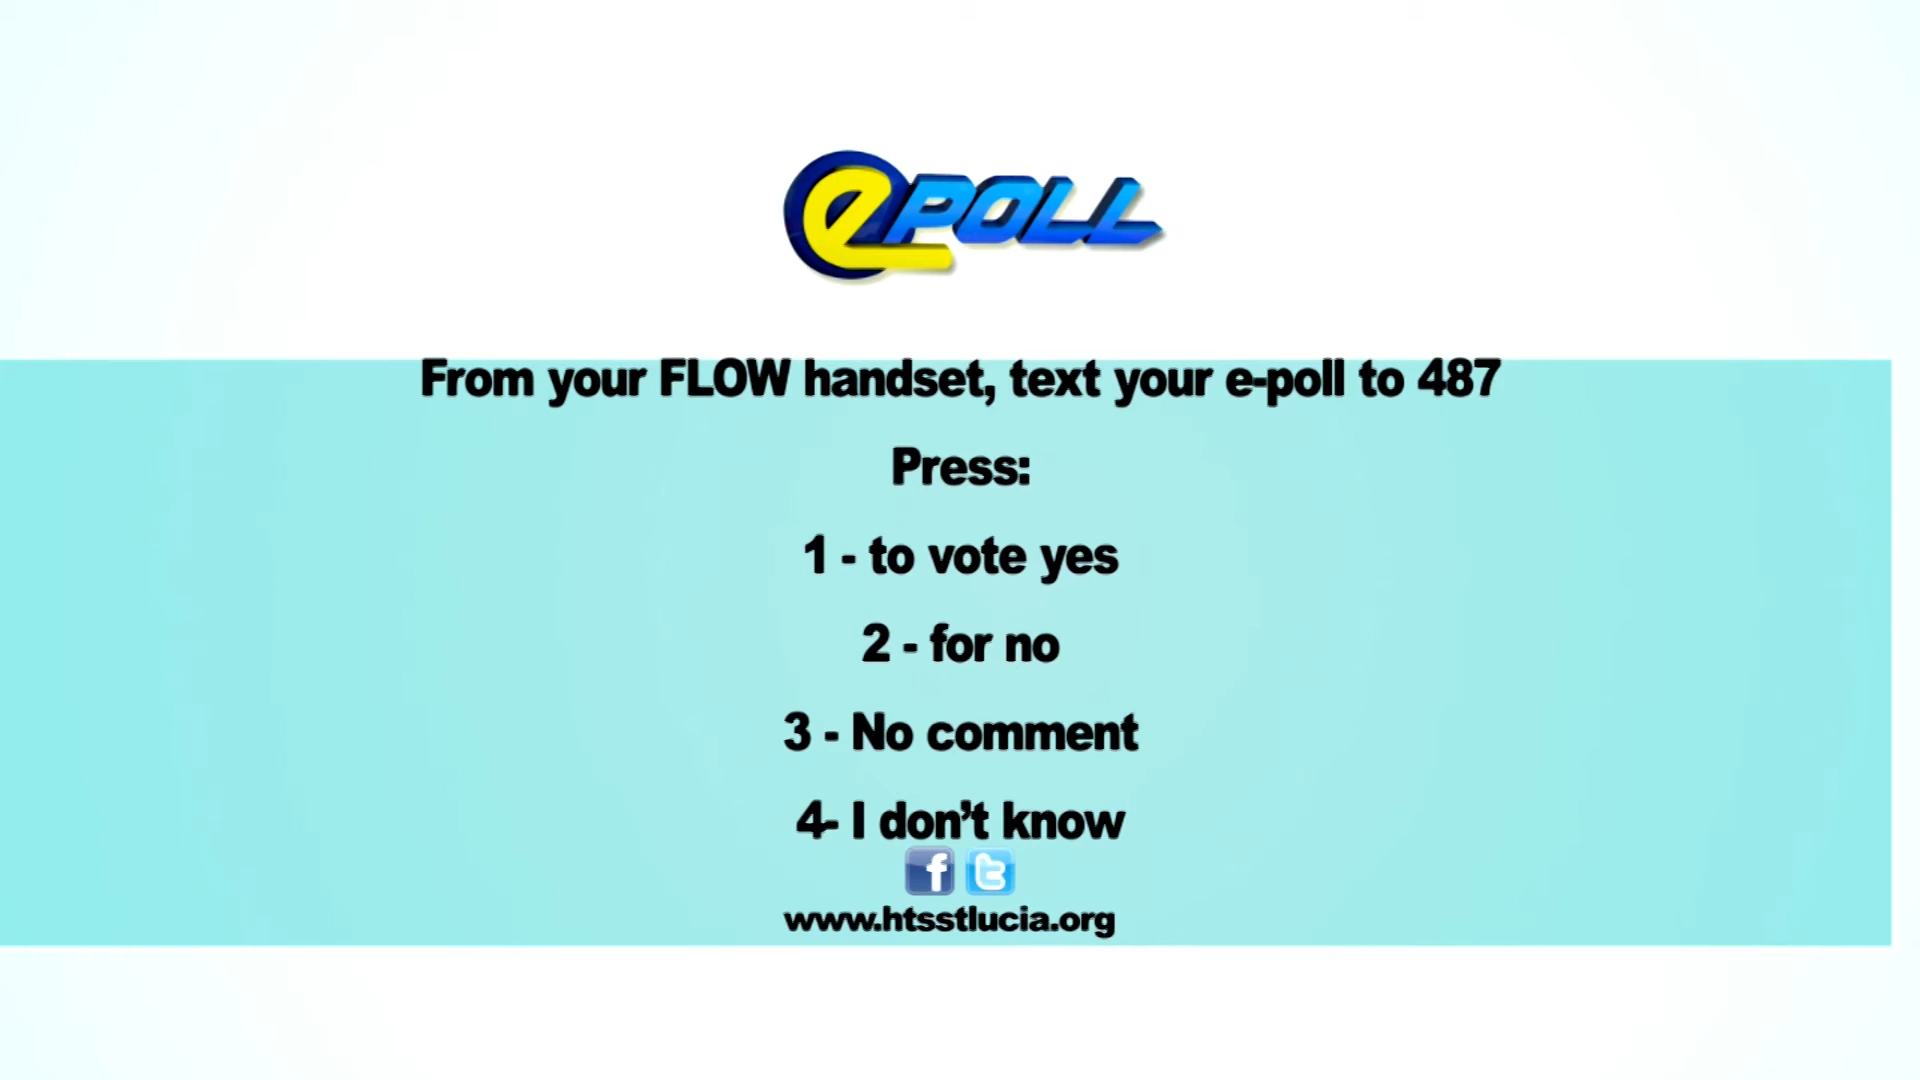 ePOLL
From your FLOW handset, text your e-poll to 487
Press:
1 - to vote yes
2 - for no
3 - No comment
4- I don’t know
www.htsstlucia.org